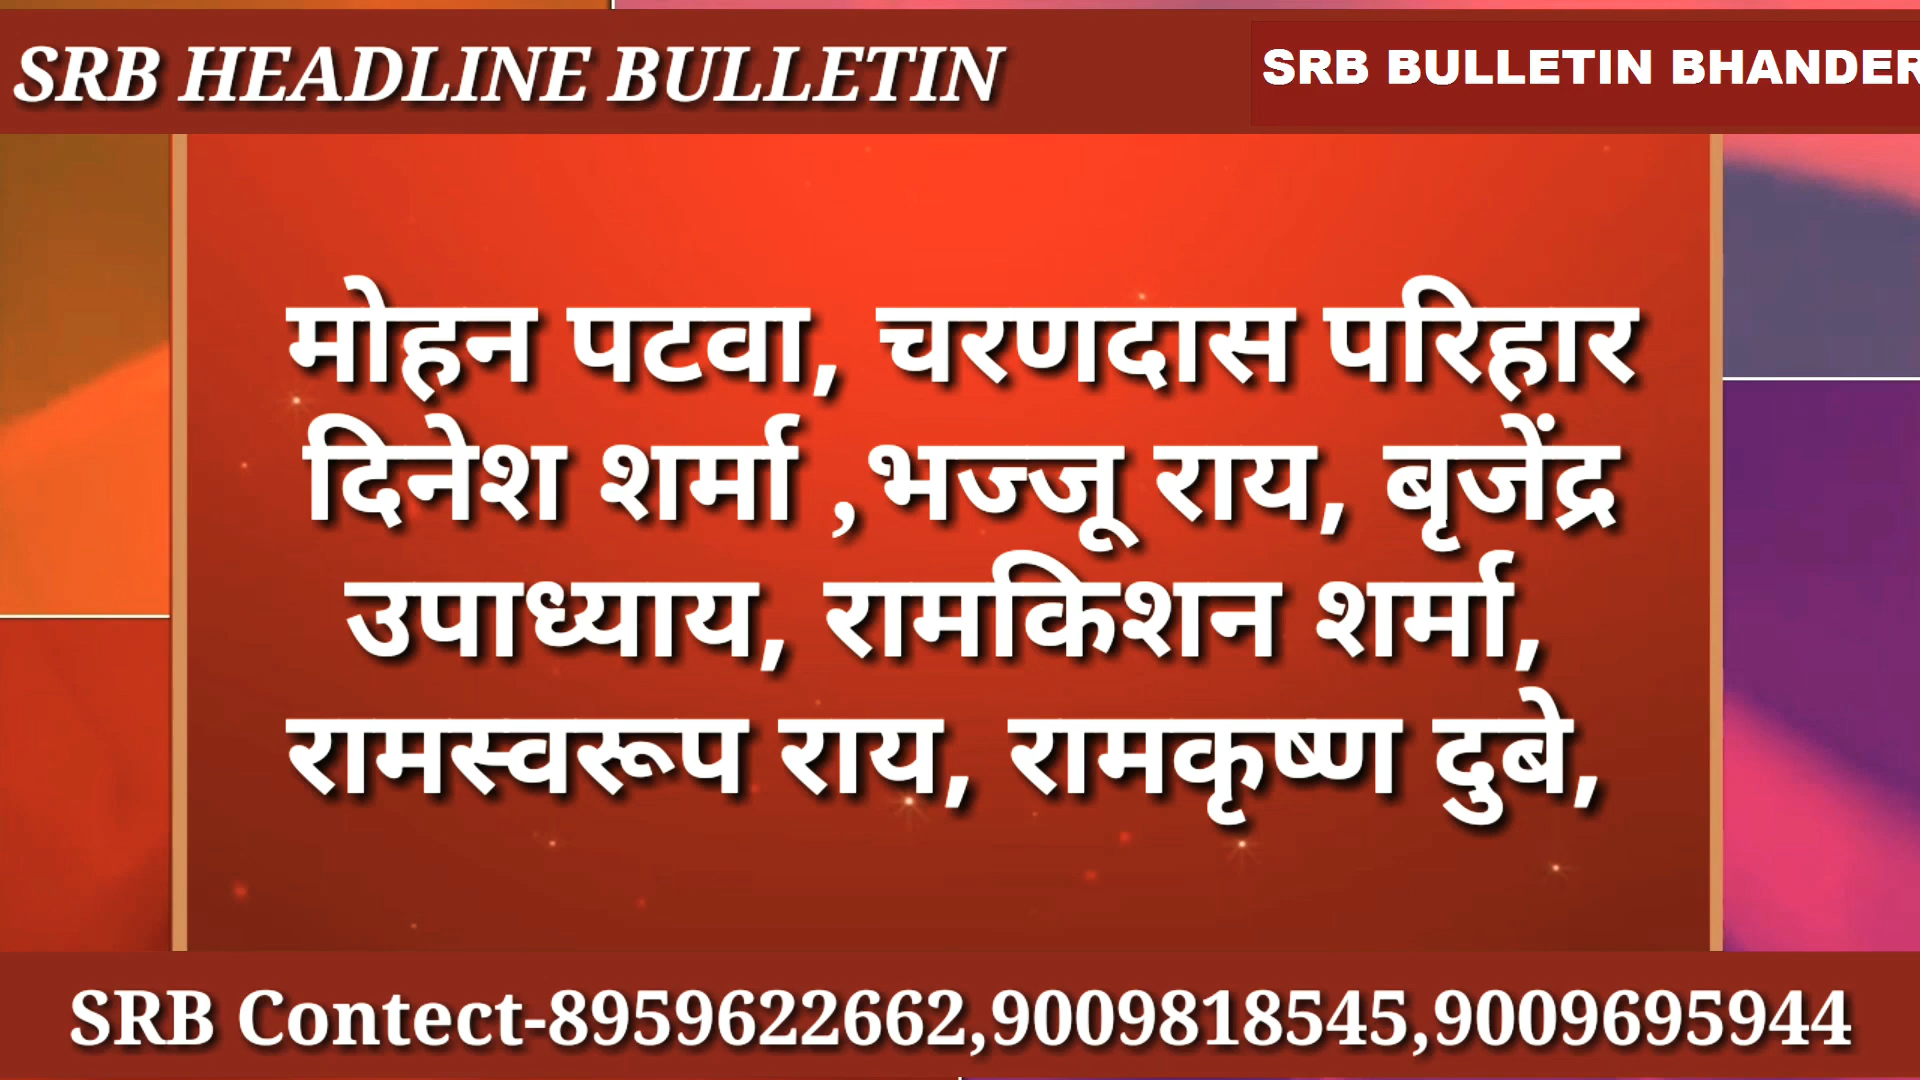 SRB HEADLINE BULLETIN
SRB BULLETIN BHANDER
मोहन पटवा, चरणदास परिहार
दिनेश शर्मा ,भज्जू राय, बृजेंद्र
उपाध्याय, रामकिशन शर्मा,
रामस्वरूप राय, रामकृष्ण दुबे,
SRB Contect-8959622662,9009818545,9009695944